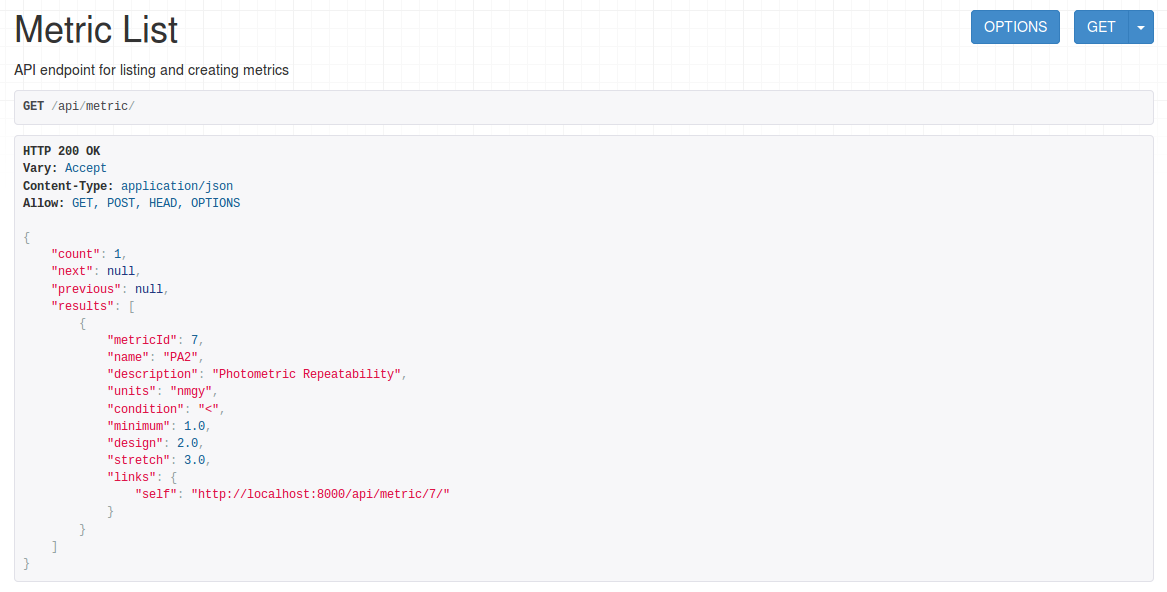 Metric List
OPTIONS
GET
API endpoint for listing and creating metrics
GET /api/metric/
HTTP 200 OK
Vary: Accept
Content-Type: application/json
Allow: GET, POST, HEAD, OPTIONS
{
    "count": 1,
    "next": null,
    "previous": null,
    "results": [
        {
            "metricId": 7,
            "name": "PA2",
            "description": "Photometric Repeatability",
            "units": "nmgy",
            "condition": "<",
            "minimum": 1.0,
            "design": 2.0,
            "stretch": 3.0,
            "links": {
                "self": "http://localhost:8000/api/metric/7/"
            }
        }
    ]
}